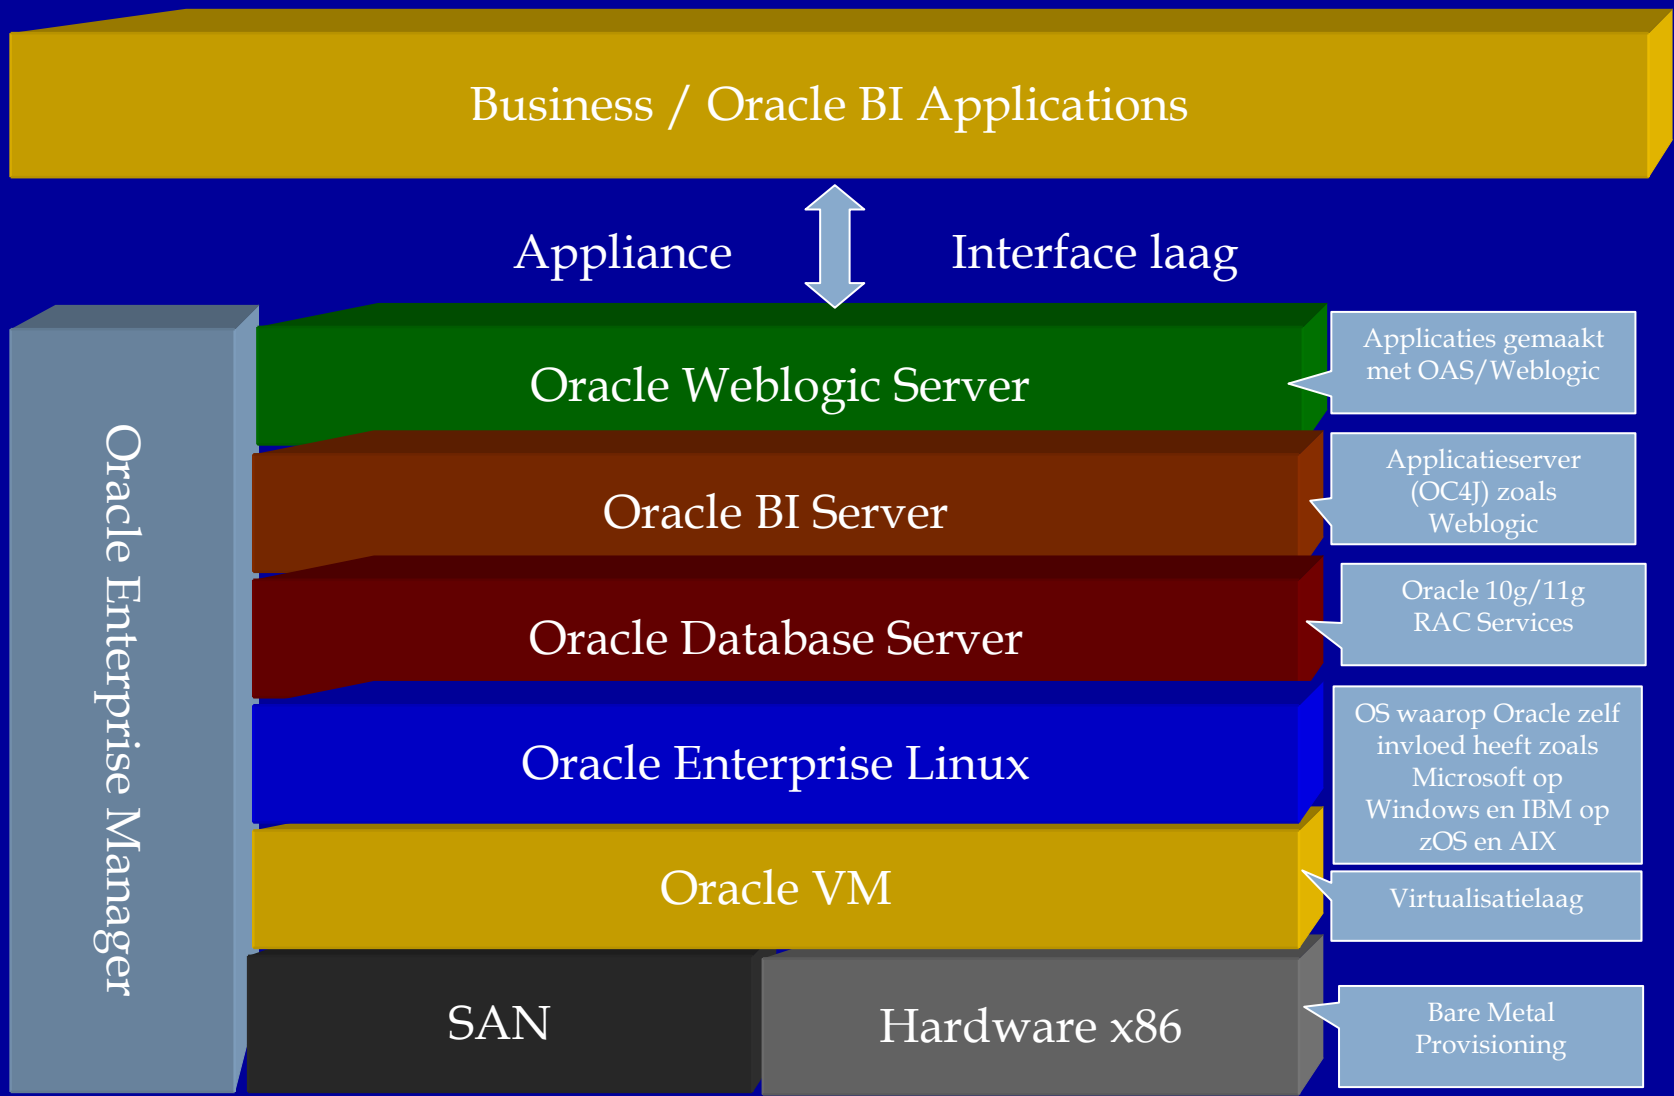 Business / Oracle BI Applications
Appliance
Interface laag
Oracle Enterprise Manager
Oracle Weblogic Server
Applicaties gemaakt
met OAS/Weblogic
Oracle BI Server
Applicatieserver
(OC4J) zoals
Weblogic
Oracle Database Server
Oracle 10g/11g
RAC Services
Oracle Enterprise Linux
OS waarop Oracle zelf
invloed heeft zoals
Microsoft op
Windows en IBM op
zOS en AIX
Oracle VM
Virtualisatielaag
SAN
Hardware x86
Bare Metal
Provisioning